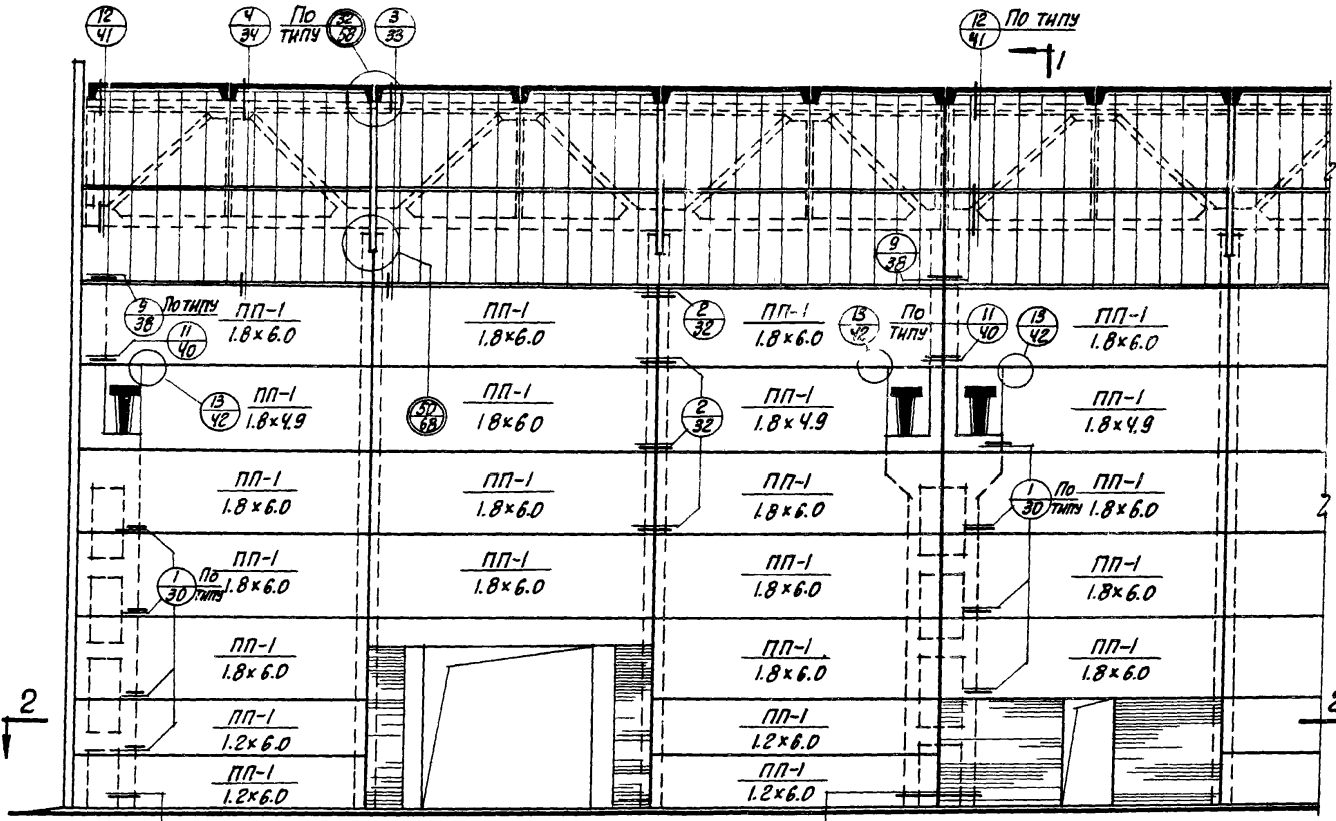 12 4 По 32 3 12 По типу
41 34 типу 58 33 41
1
9
38
9 По типу ПП-1 ПП-1 2 ПП-1 13 По 11 13 ПП-1
38 1.8×6.0 1.8×6.0 32 1.8×6.0 42 типу 40 42 1.8×6.0
11
40
13 ПП-1 ПП-1 2 ПП-1 ПП-1
42 1.8×4.9 1.8×6.0 32 1.8×4.9 1.8×4.9
50
68
ПП-1 ПП-1 ПП-1 1 По ПП-1
1.8×6.0 1.8×6.0 1.8×6.0 30 типу 1.8×6.0
1 По ПП-1 ПП-1 ПП-1 ПП-1
30 типу 1.8×6.0 1.8×6.0 1.8×6.0 1.8×6.0
ПП-1 ПП-1 ПП-1
1.8×6.0 1.8×6.0 1.8×6.0
2 ПП-1 ПП-1 2
1.2×6.0 1.2×6.0
ПП-1 ПП-1
1.2×6.0 1.2×6.0